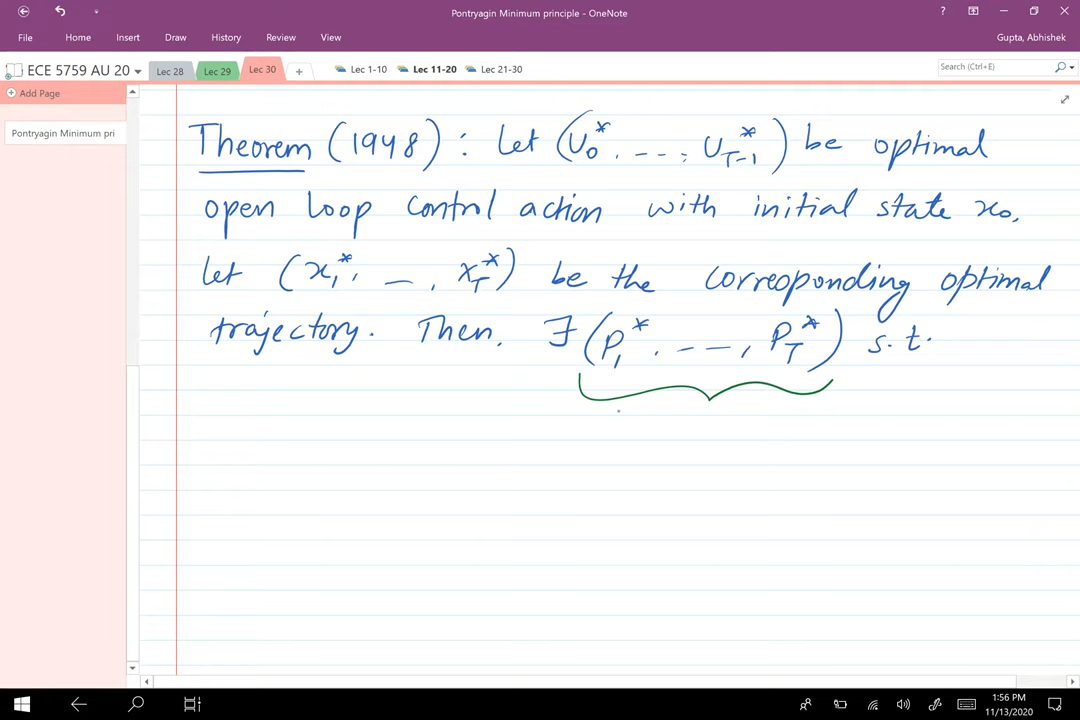 Pontryagin Minimum principle - OneNote
?
File Home Insert Draw History Review View
Gupta, Abhishek
ECE 5759 AU 20
Lec 28 Lec 29 Lec 30 +
Lec 1-10 Lec 11-20 Lec 21-30
Search (Ctrl+E)
Add Page
Pontryagin Minimum pri
Theorem (1948) : Let (U₀*, ---, U_{T-1}*) be optimal
open loop control action with initial state x₀.
Let (x₁*, -, x_T*) be the corresponding optimal
trajectory. Then, ∃ (P₁*, ---, P_T*) s.t.
1:56 PM
11/13/2020